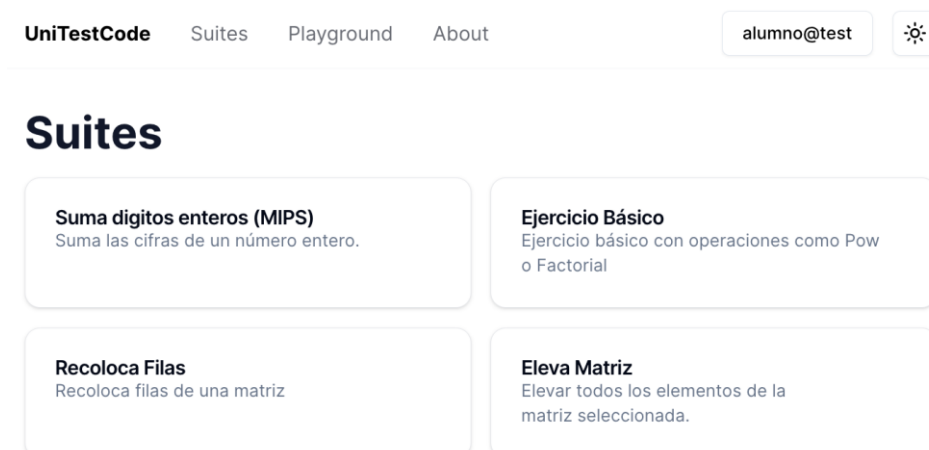 UniTestCode Suites Playground About alumno@test
Suites
Suma digitos enteros (MIPS)
Suma las cifras de un número entero.
Ejercicio Básico
Ejercicio básico con operaciones como Pow
o Factorial
Recoloca Filas
Recoloca filas de una matriz
Eleva Matriz
Elevar todos los elementos de la
matriz seleccionada.